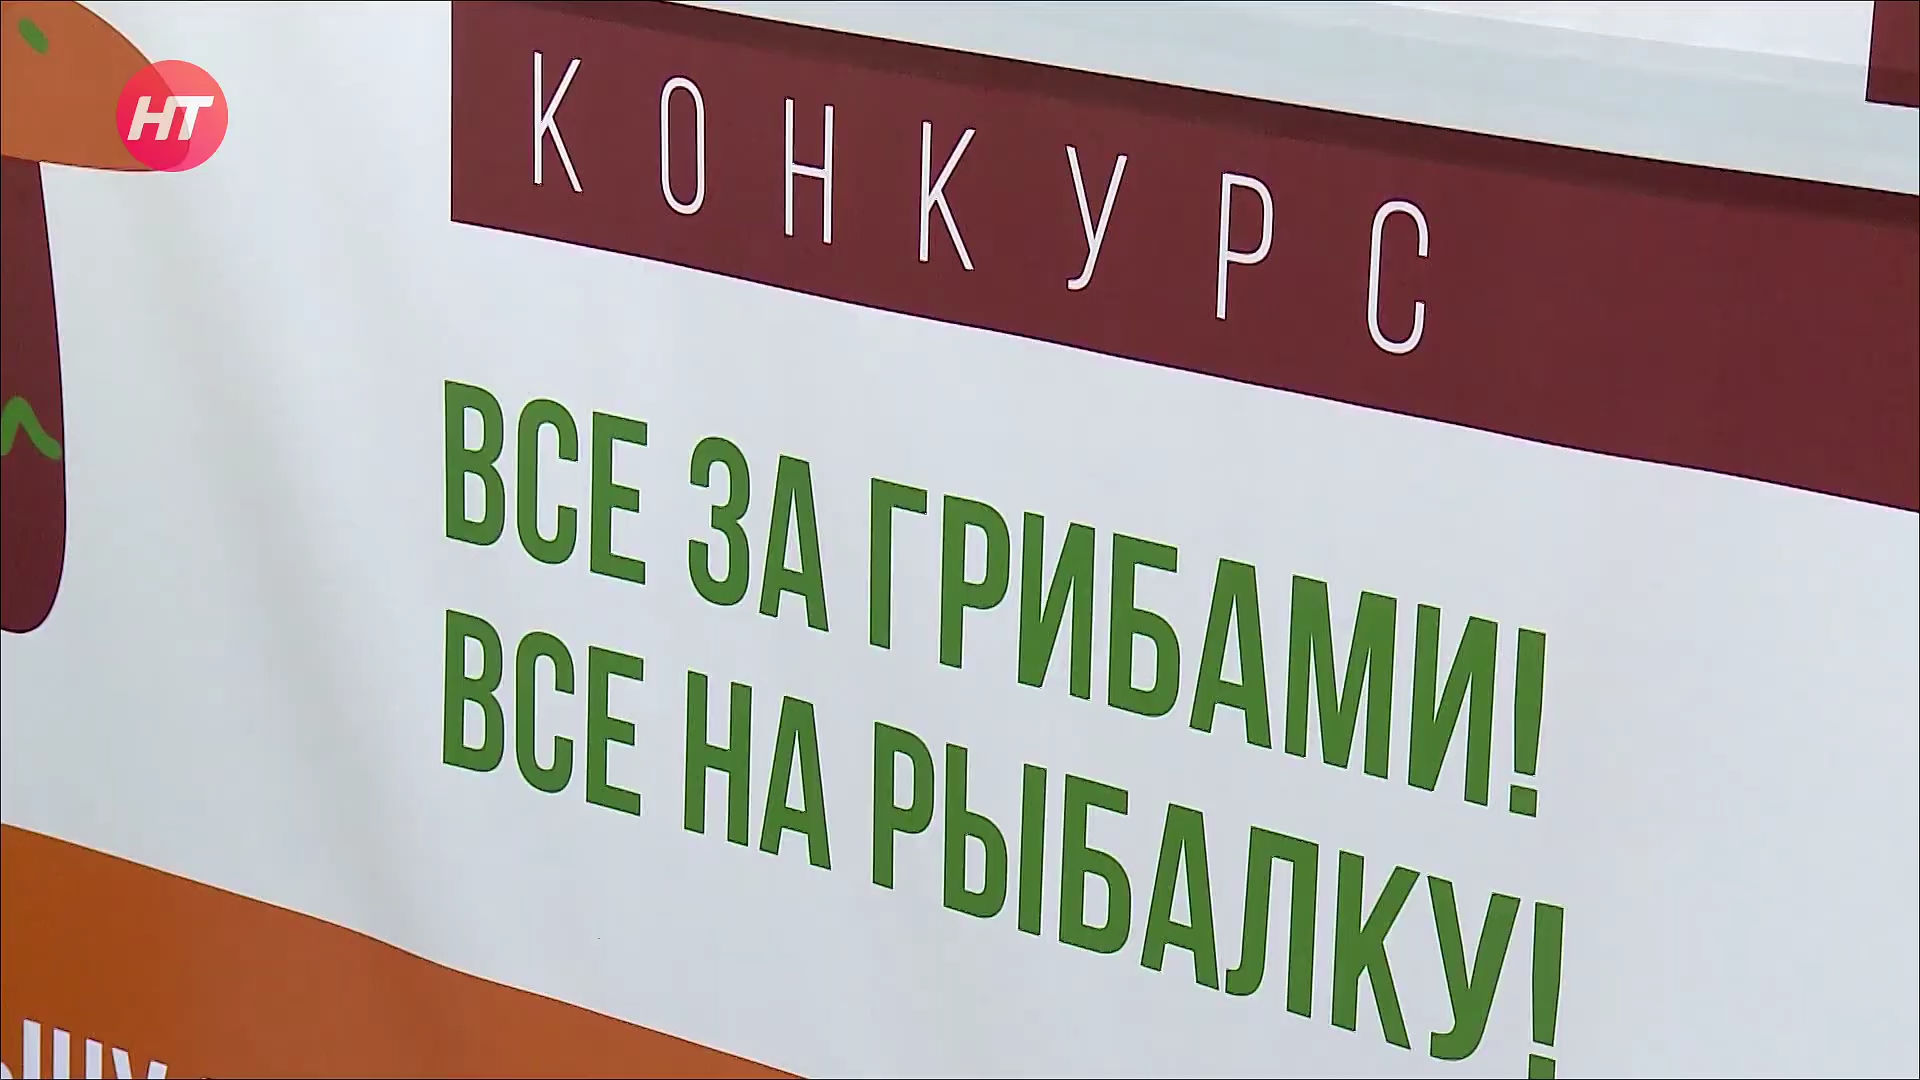 НТ
КОНКУРС
ВСЕ ЗА ГРИБАМИ!
ВСЕ НА РЫБАЛКУ!